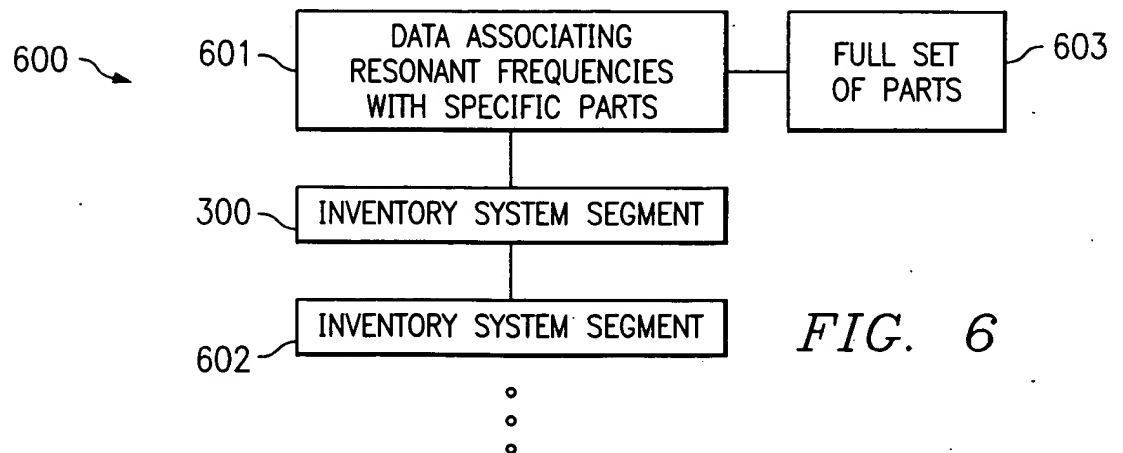 600
601
DATA ASSOCIATING
RESONANT FREQUENCIES
WITH SPECIFIC PARTS
FULL SET
OF PARTS
603
300
INVENTORY SYSTEM SEGMENT
INVENTORY SYSTEM SEGMENT
602
FIG. 6